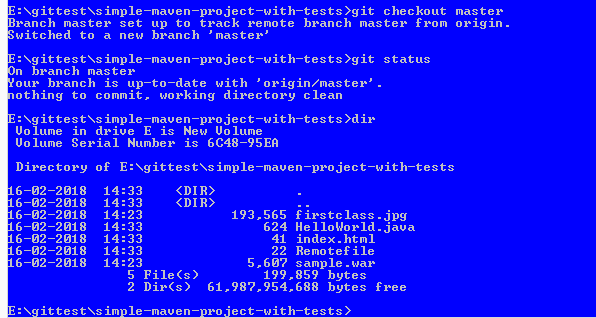 E:\gittest\simple-maven-project-with-tests>git checkout master
Branch master set up to track remote branch master from origin.
Switched to a new branch 'master'
E:\gittest\simple-maven-project-with-tests>git status
On branch master
Your branch is up-to-date with 'origin/master'.
nothing to commit, working directory clean
E:\gittest\simple-maven-project-with-tests>dir
Volume in drive E is New Volume
Volume Serial Number is 6C48-95EA
Directory of E:\gittest\simple-maven-project-with-tests
16-02-2018  14:33    <DIR>          .
16-02-2018  14:33    <DIR>          ..
16-02-2018  14:23           193,565 firstclass.jpg
16-02-2018  14:33               624 HelloWorld.java
16-02-2018  14:33                41 index.html
16-02-2018  14:33                22 Remotefile
16-02-2018  14:23             5,607 sample.war
5 File(s)        199,859 bytes
2 Dir(s)  61,987,954,688 bytes free
E:\gittest\simple-maven-project-with-tests>